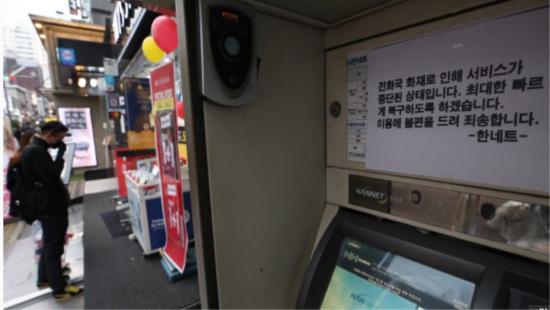 전화국 화재로 인해 서비스가
중단된 상태입니다. 최대한 빠르
게 복구하도록 하겠습니다.
이용에 불편을 드려 죄송합니다.
-한네트-
HANNET
1+1